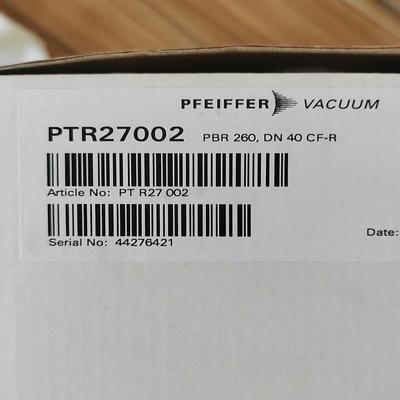 PFEIFFER VACUUM
PTR27002 PBR 260, DN 40 CF-R
Article No: PT R27 002
Serial No: 44276421
Date: